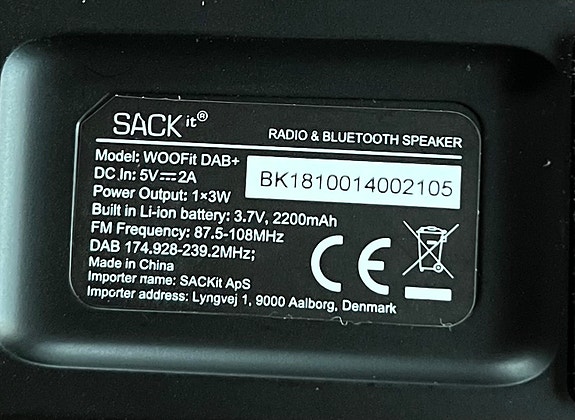 SACKit®
RADIO & BLUETOOTH SPEAKER
Model: WOOFit DAB+
DC In: 5V⎓2A
BK1810014002105
Power Output: 1×3W
Built in Li-ion battery: 3.7V, 2200mAh
FM Frequency: 87.5-108MHz
DAB 174.928-239.2MHz;
Made in China
Importer name: SACKit ApS
Importer address: Lyngvej 1, 9000 Aalborg, Denmark
CE